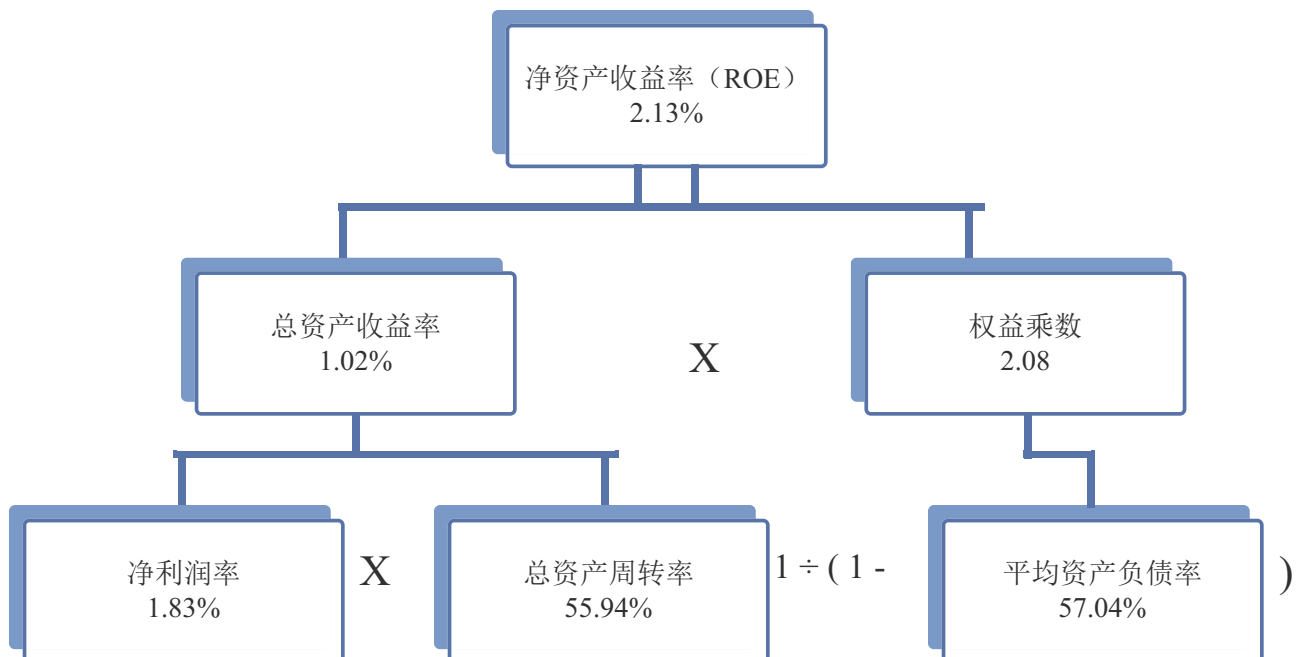 净资产收益率（ROE）
2.13%
总资产收益率
1.02%
X
权益乘数
2.08
净利润率
1.83%
X
总资产周转率
55.94%
1 ÷ ( 1 -
平均资产负债率
57.04%
)